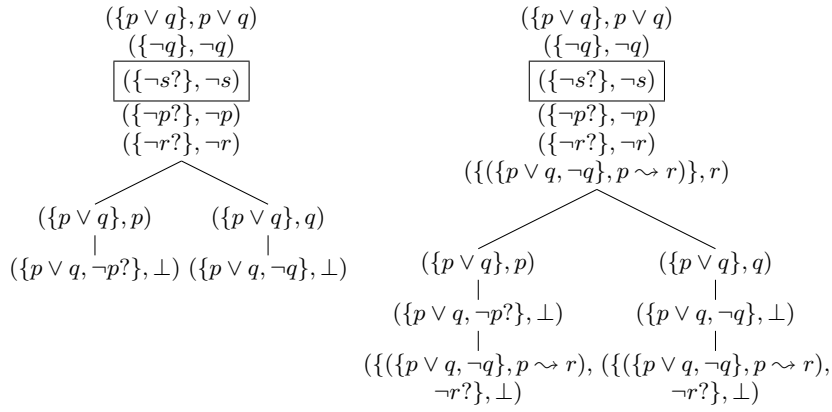 ({p ∨ q}, p ∨ q)
({¬q}, ¬q)
({¬s?}, ¬s)
({¬p?}, ¬p)
({¬r?}, ¬r)
({p ∨ q}, p) ({p ∨ q}, q)
({p ∨ q, ¬p?}, ⊥) ({p ∨ q, ¬q}, ⊥)
({p ∨ q}, p ∨ q)
({¬q}, ¬q)
({¬s?}, ¬s)
({¬p?}, ¬p)
({¬r?}, ¬r)
({({p ∨ q, ¬q}, p ⇝ r)}, r)
({p ∨ q}, p) ({p ∨ q}, q)
({p ∨ q, ¬p?}, ⊥) ({p ∨ q, ¬q}, ⊥)
({({p ∨ q, ¬q}, p ⇝ r), ({({p ∨ q, ¬q}, p ⇝ r),
¬r?}, ⊥) ¬r?}, ⊥)